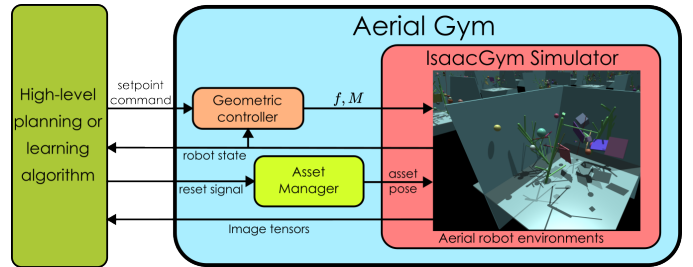 Aerial Gym
IsaacGym Simulator
High-level
planning or
learning
algorithm
setpoint
command
Geometric
controller
f, M
robot state
reset signal
Asset
Manager
asset
pose
Image tensors
Aerial robot environments